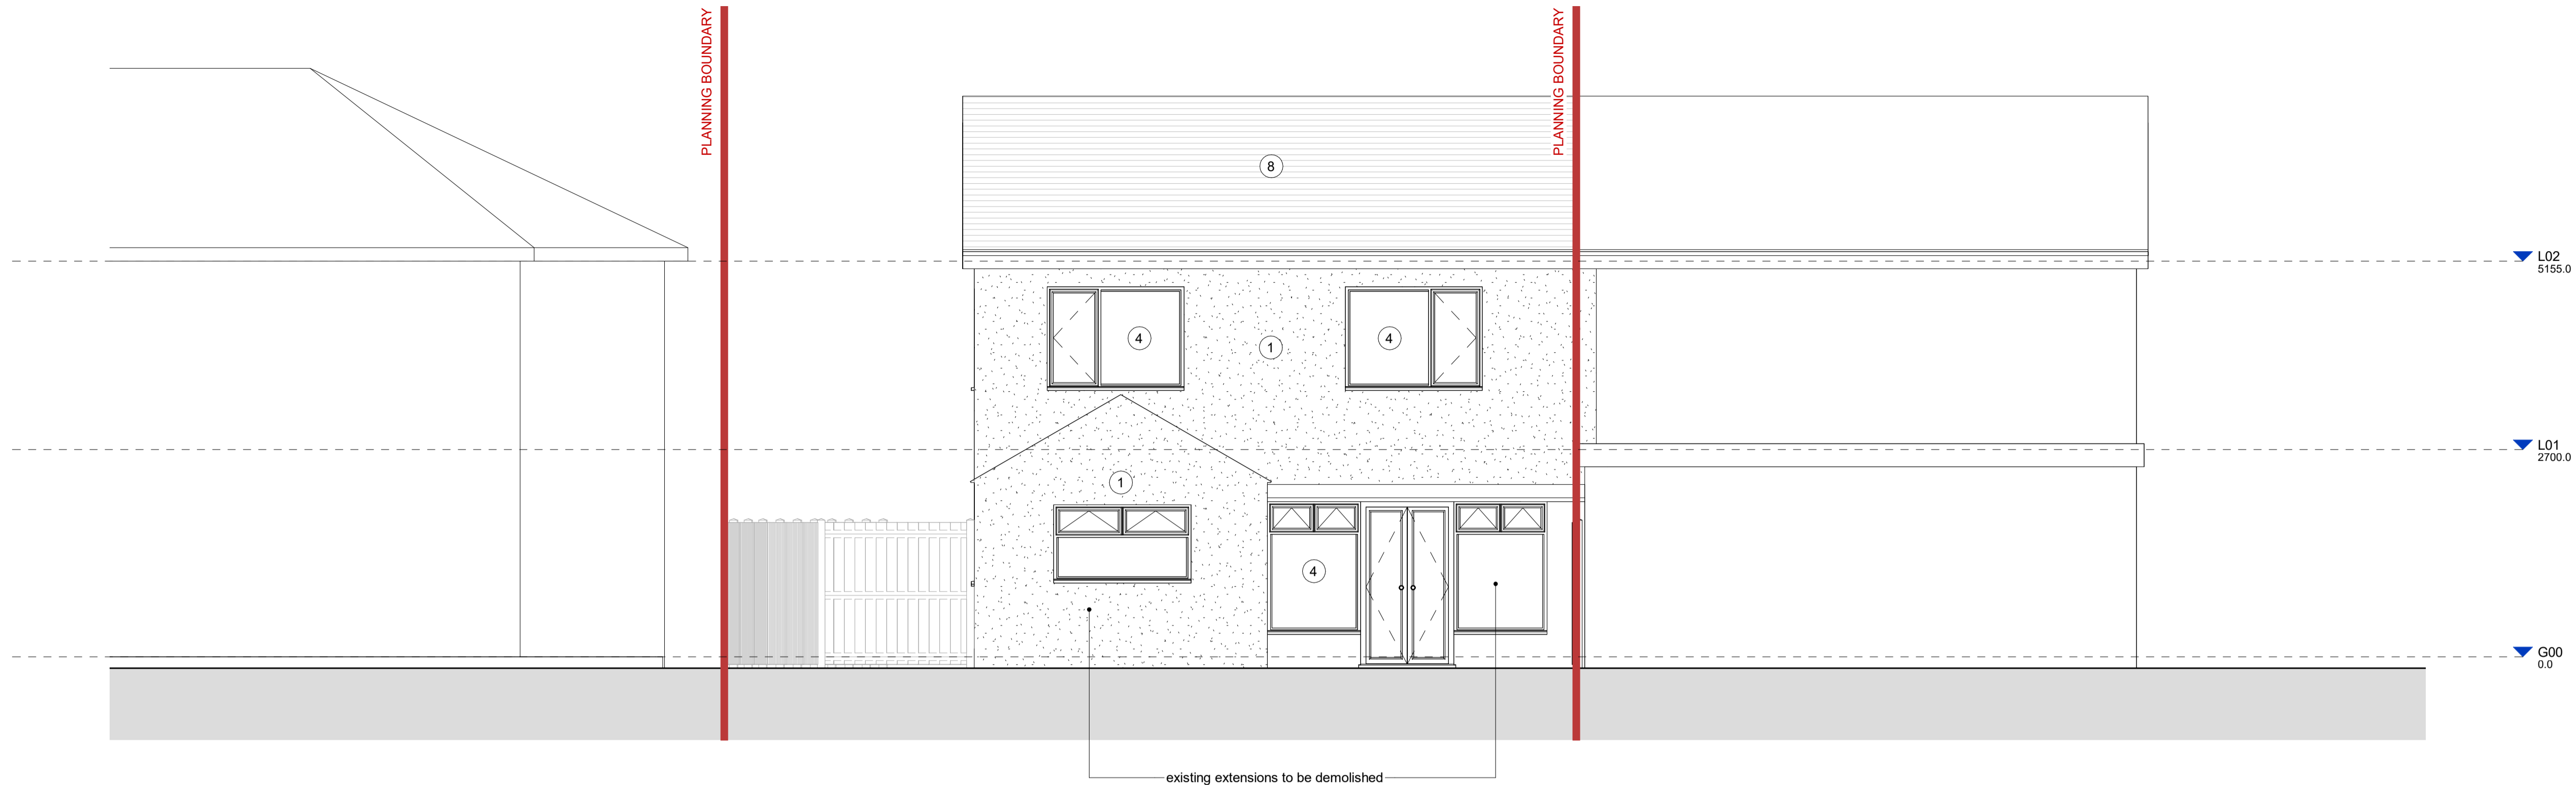 PLANNING BOUNDARY
PLANNING BOUNDARY
8
L02
5155.0
4
1
4
L01
2700.0
1
4
G00
0.0
existing extensions to be demolished